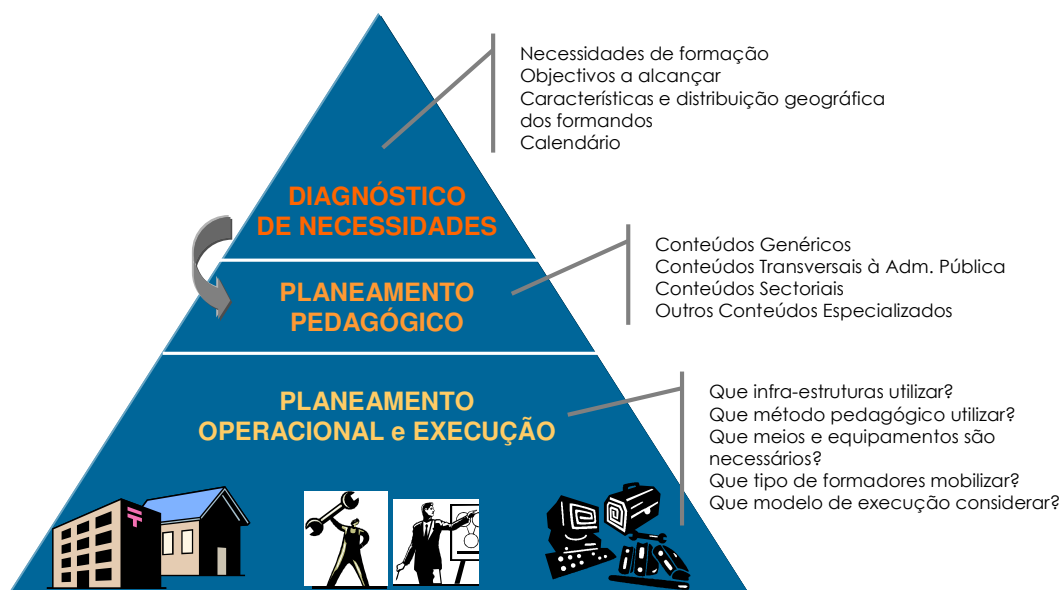 Necessidades de formação
Objectivos a alcançar
Características e distribuição geográfica
dos formandos
Calendário
DIAGNÓSTICO
DE NECESSIDADES
Conteúdos Genéricos
Conteúdos Transversais à Adm. Pública
Conteúdos Sectoriais
Outros Conteúdos Especializados
PLANEAMENTO
PEDAGÓGICO
Que infra-estruturas utilizar?
Que método pedagógico utilizar?
Que meios e equipamentos são
necessários?
Que tipo de formadores mobilizar?
Que modelo de execução considerar?
PLANEAMENTO
OPERACIONAL e EXECUÇÃO